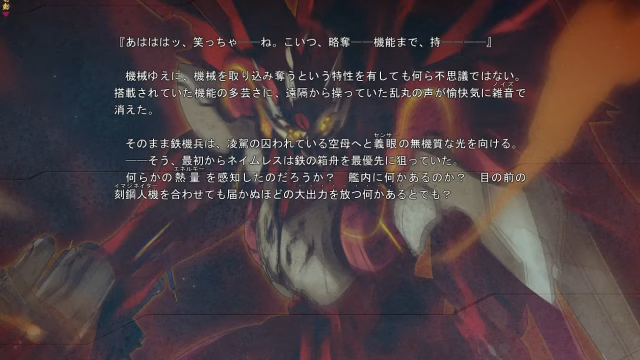 『あはははッ、笑っちゃ――ね。こいつ、略奪――機能まで、持――――』
機械ゆえに、機械を取り込み奪うという特性を有しても何ら不思議ではない。
搭載されていた機能の多芸さに、遠隔から操っていた乱丸の声が愉快気に雑音で
消えた。
そのまま鉄機兵は、凌駕の囚われている空母へと義眼の無機質な光を向ける。
――そう、最初からネイムレスは鉄の箱舟を最優先に狙っていた。
何らかの熱量を感知したのだろうか？　艦内に何かあるのか？　目の前の
刻鋼人機を合わせても届かぬほどの大出力を放つ何かあるとでも？